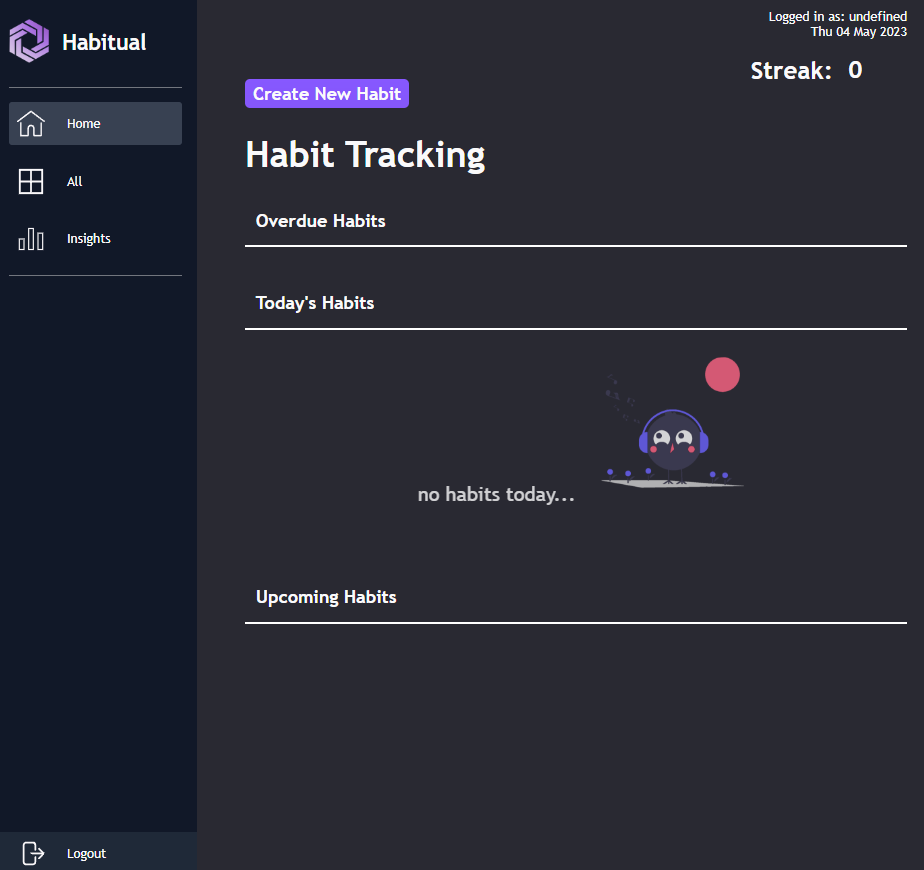 Habitual
Home
All
Insights
Logout
Logged in as: undefined
Thu 04 May 2023
Streak: 0
Create New Habit
Habit Tracking
Overdue Habits
Today's Habits
no habits today...
Upcoming Habits